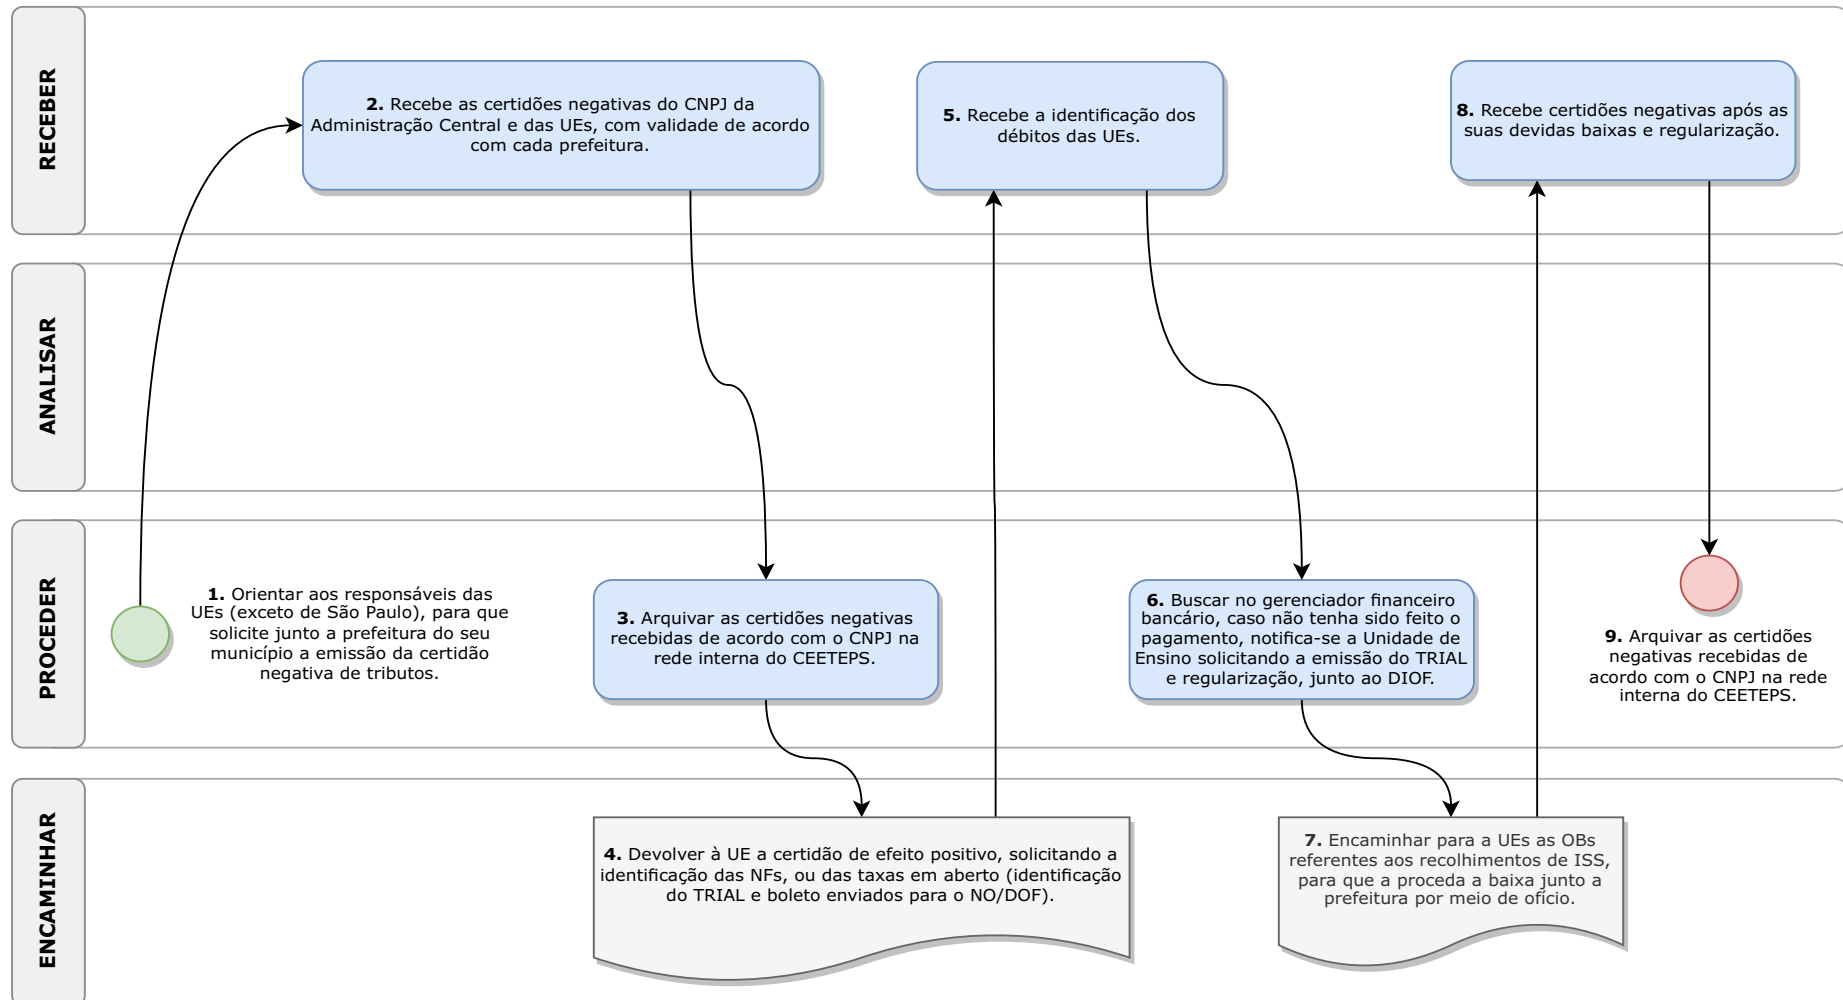 RECEBER
2. Recebe as certidões negativas do CNPJ da
Administração Central e das UEs, com validade de acordo
com cada prefeitura.
5. Recebe a identificação dos
débitos das UEs.
8. Recebe certidões negativas após as
suas devidas baixas e regularização.
ANALISAR
PROCEDER
1. Orientar aos responsáveis das
UEs (exceto de São Paulo), para que
solicite junto a prefeitura do seu
município a emissão da certidão
negativa de tributos.
3. Arquivar as certidões negativas
recebidas de acordo com o CNPJ na
rede interna do CEETEPS.
6. Buscar no gerenciador financeiro
bancário, caso não tenha sido feito o
pagamento, notifica-se a Unidade de
Ensino solicitando a emissão do TRIAL
e regularização, junto ao DIOF.
9. Arquivar as certidões
negativas recebidas de
acordo com o CNPJ na rede
interna do CEETEPS.
ENCAMINHAR
4. Devolver à UE a certidão de efeito positivo, solicitando a
identificação das NFs, ou das taxas em aberto (identificação
do TRIAL e boleto enviados para o NO/DOF).
7. Encaminhar para a UEs as OBs
referentes aos recolhimentos de ISS,
para que a proceda a baixa junto a
prefeitura por meio de ofício.